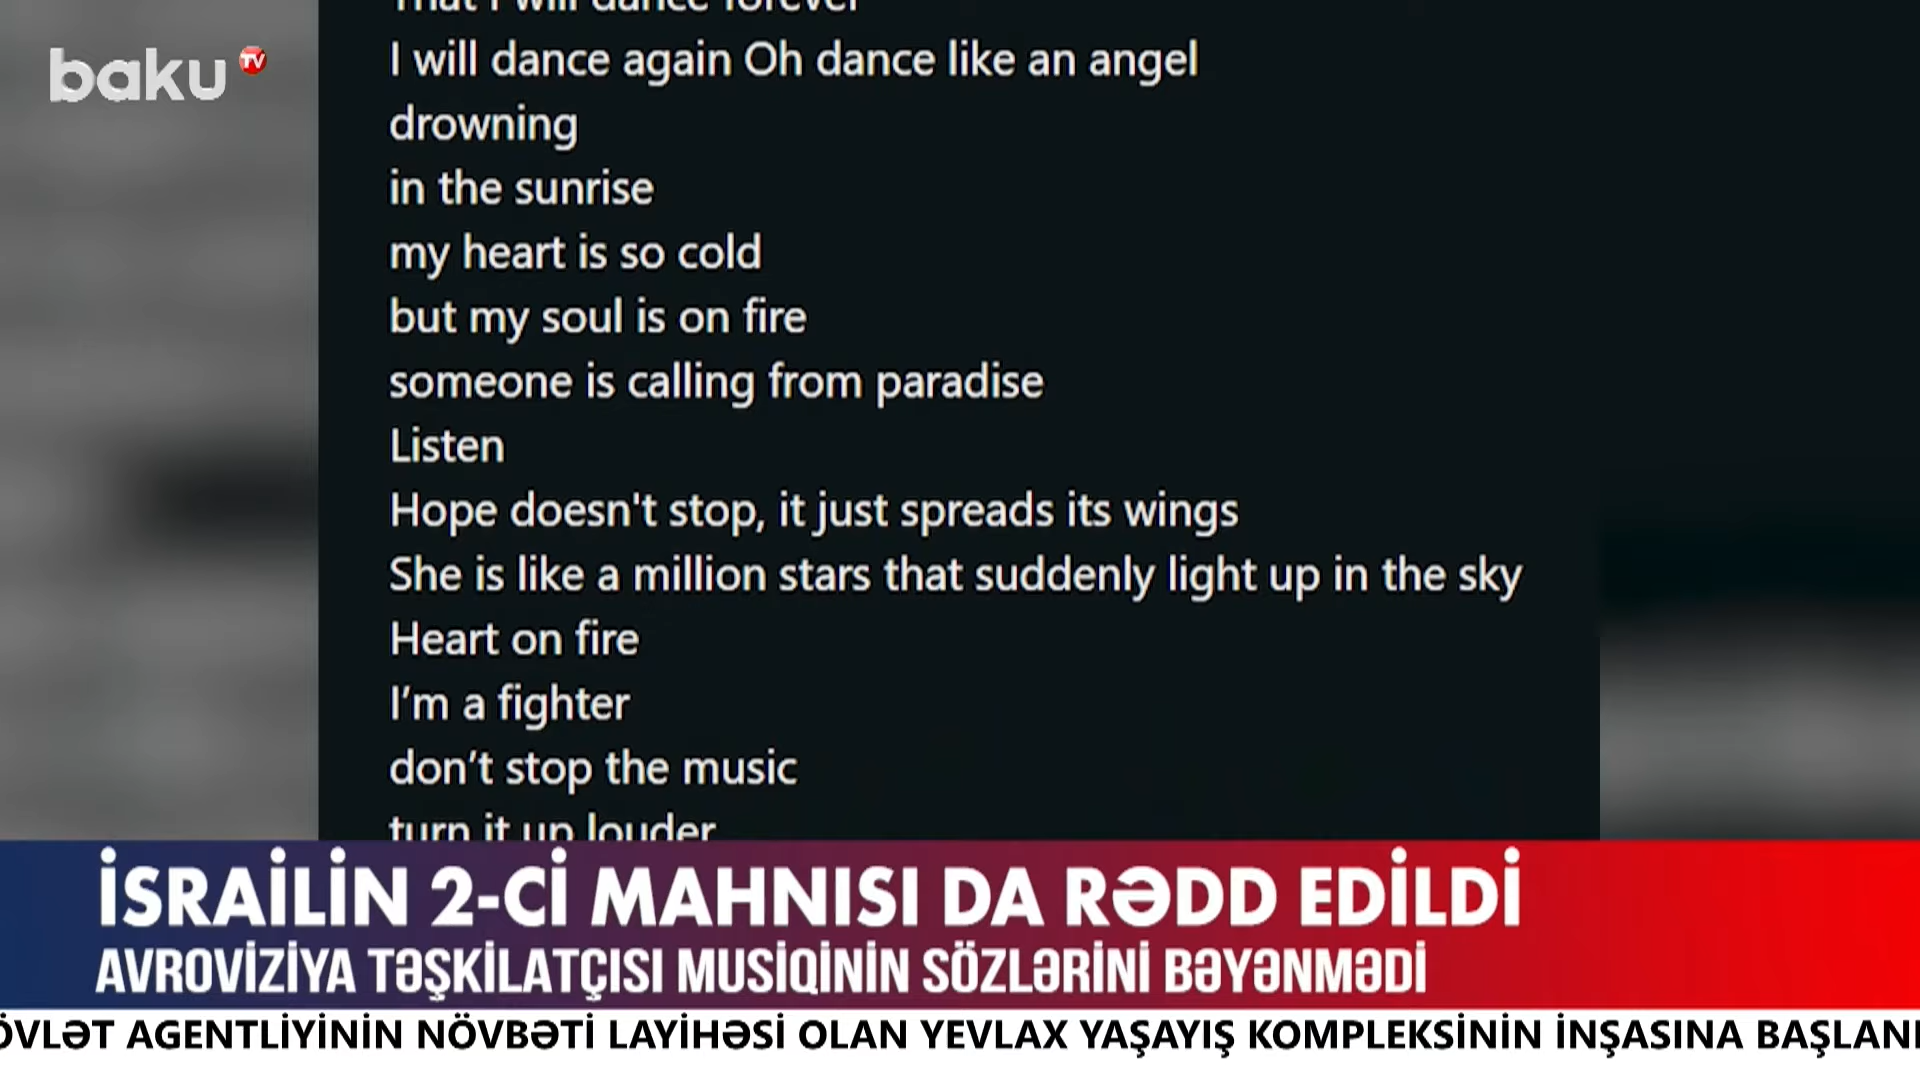 That I will dance forever
baku TV
I will dance again Oh dance like an angel
drowning
in the sunrise
my heart is so cold
but my soul is on fire
someone is calling from paradise
Listen
Hope doesn't stop, it just spreads its wings
She is like a million stars that suddenly light up in the sky
Heart on fire
I’m a fighter
don’t stop the music
turn it up louder
İSRAİLİN 2-Cİ MAHNISI DA RƏDD EDİLDİ
AVROVİZİYA TƏŞKİLATÇISI MUSİQİNİN SÖZLƏRİNİ BƏYƏNMƏDİ
ÖVLƏT AGENTLİYİNİN NÖVBƏTİ LAYİHƏSİ OLAN YEVLAX YAŞAYIŞ KOMPLEKSİNİN İNŞASINA BAŞLANI